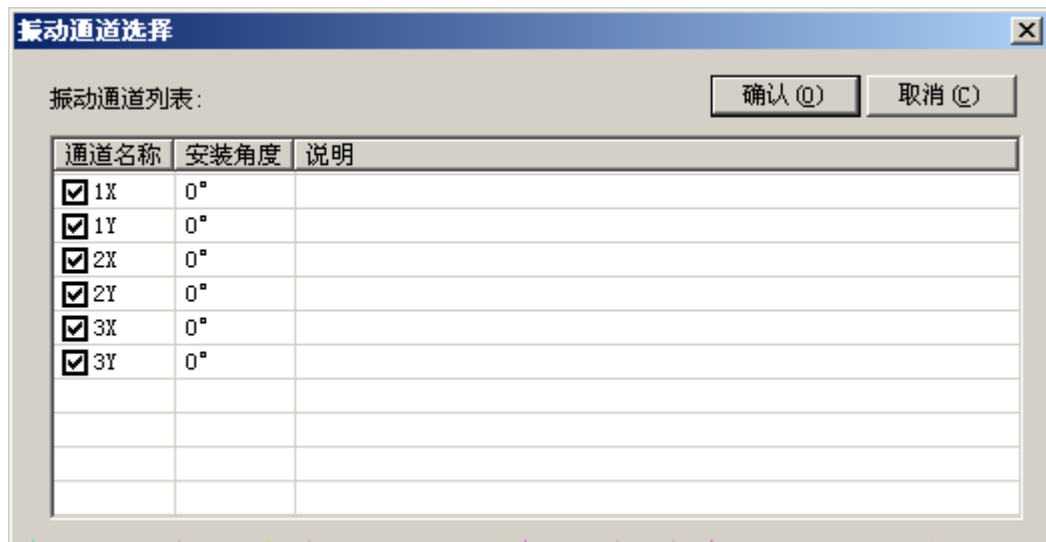 振动通道选择
振动通道列表: 确认(O) 取消(C)
通道名称 安装角度 说明
1X 0°
1Y 0°
2X 0°
2Y 0°
3X 0°
3Y 0°